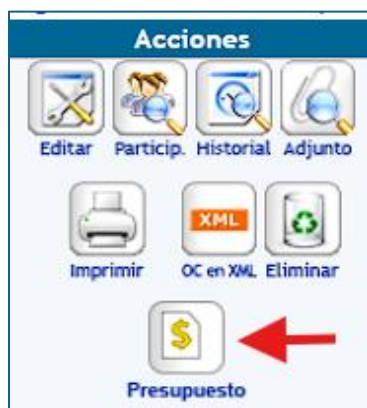 Acciones
Editar Particip. Historial Adjunto
XML
Imprimir OC en XML Eliminar
$
Presupuesto